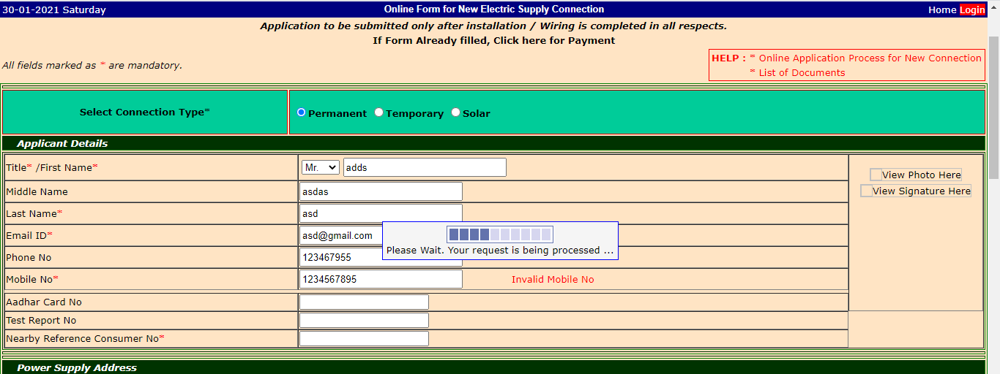 30-01-2021 Saturday Online Form for New Electric Supply Connection Home Login
Application to be submitted only after installation / Wiring is completed in all respects.
If Form Already filled, Click here for Payment
All fields marked as * are mandatory.
HELP : * Online Application Process for New Connection
* List of Documents
Select Connection Type* Permanent Temporary Solar
Applicant Details
Title* /First Name* Mr. adds
View Photo Here
Middle Name asdas
View Signature Here
Last Name* asd
Email ID* asd@gmail.com
Please Wait. Your request is being processed ...
Phone No 123467955
Mobile No* 1234567895 Invalid Mobile No
Aadhar Card No
Test Report No
Nearby Reference Consumer No*
Power Supply Address